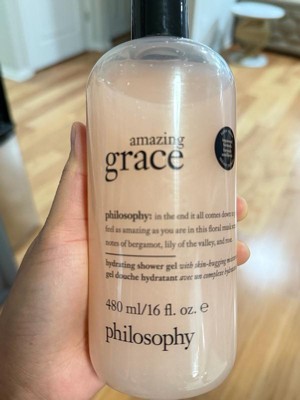 amazing
grace
philosophy: in the end it all comes down
feel as amazing as you are in this floral musk
notes of bergamot, lily of the valley, and
hydrating shower gel with skin-hugging
gel douche hydratant avec un complexe
480 ml/16 fl. oz. e
philosophy